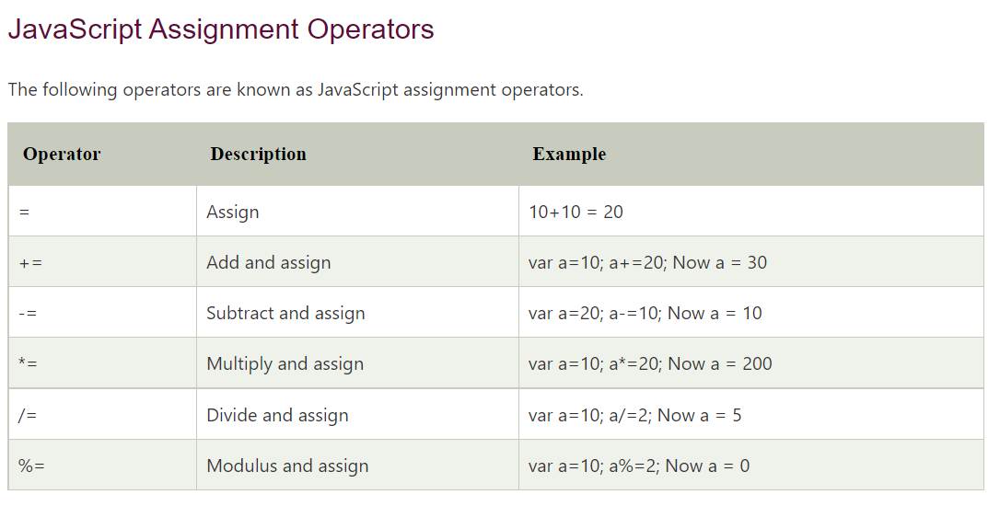 JavaScript Assignment Operators
The following operators are known as JavaScript assignment operators.
Operator Description Example
= Assign 10+10 = 20
+= Add and assign var a=10; a+=20; Now a = 30
-= Subtract and assign var a=20; a-=10; Now a = 10
*= Multiply and assign var a=10; a*=20; Now a = 200
/= Divide and assign var a=10; a/=2; Now a = 5
%= Modulus and assign var a=10; a%=2; Now a = 0